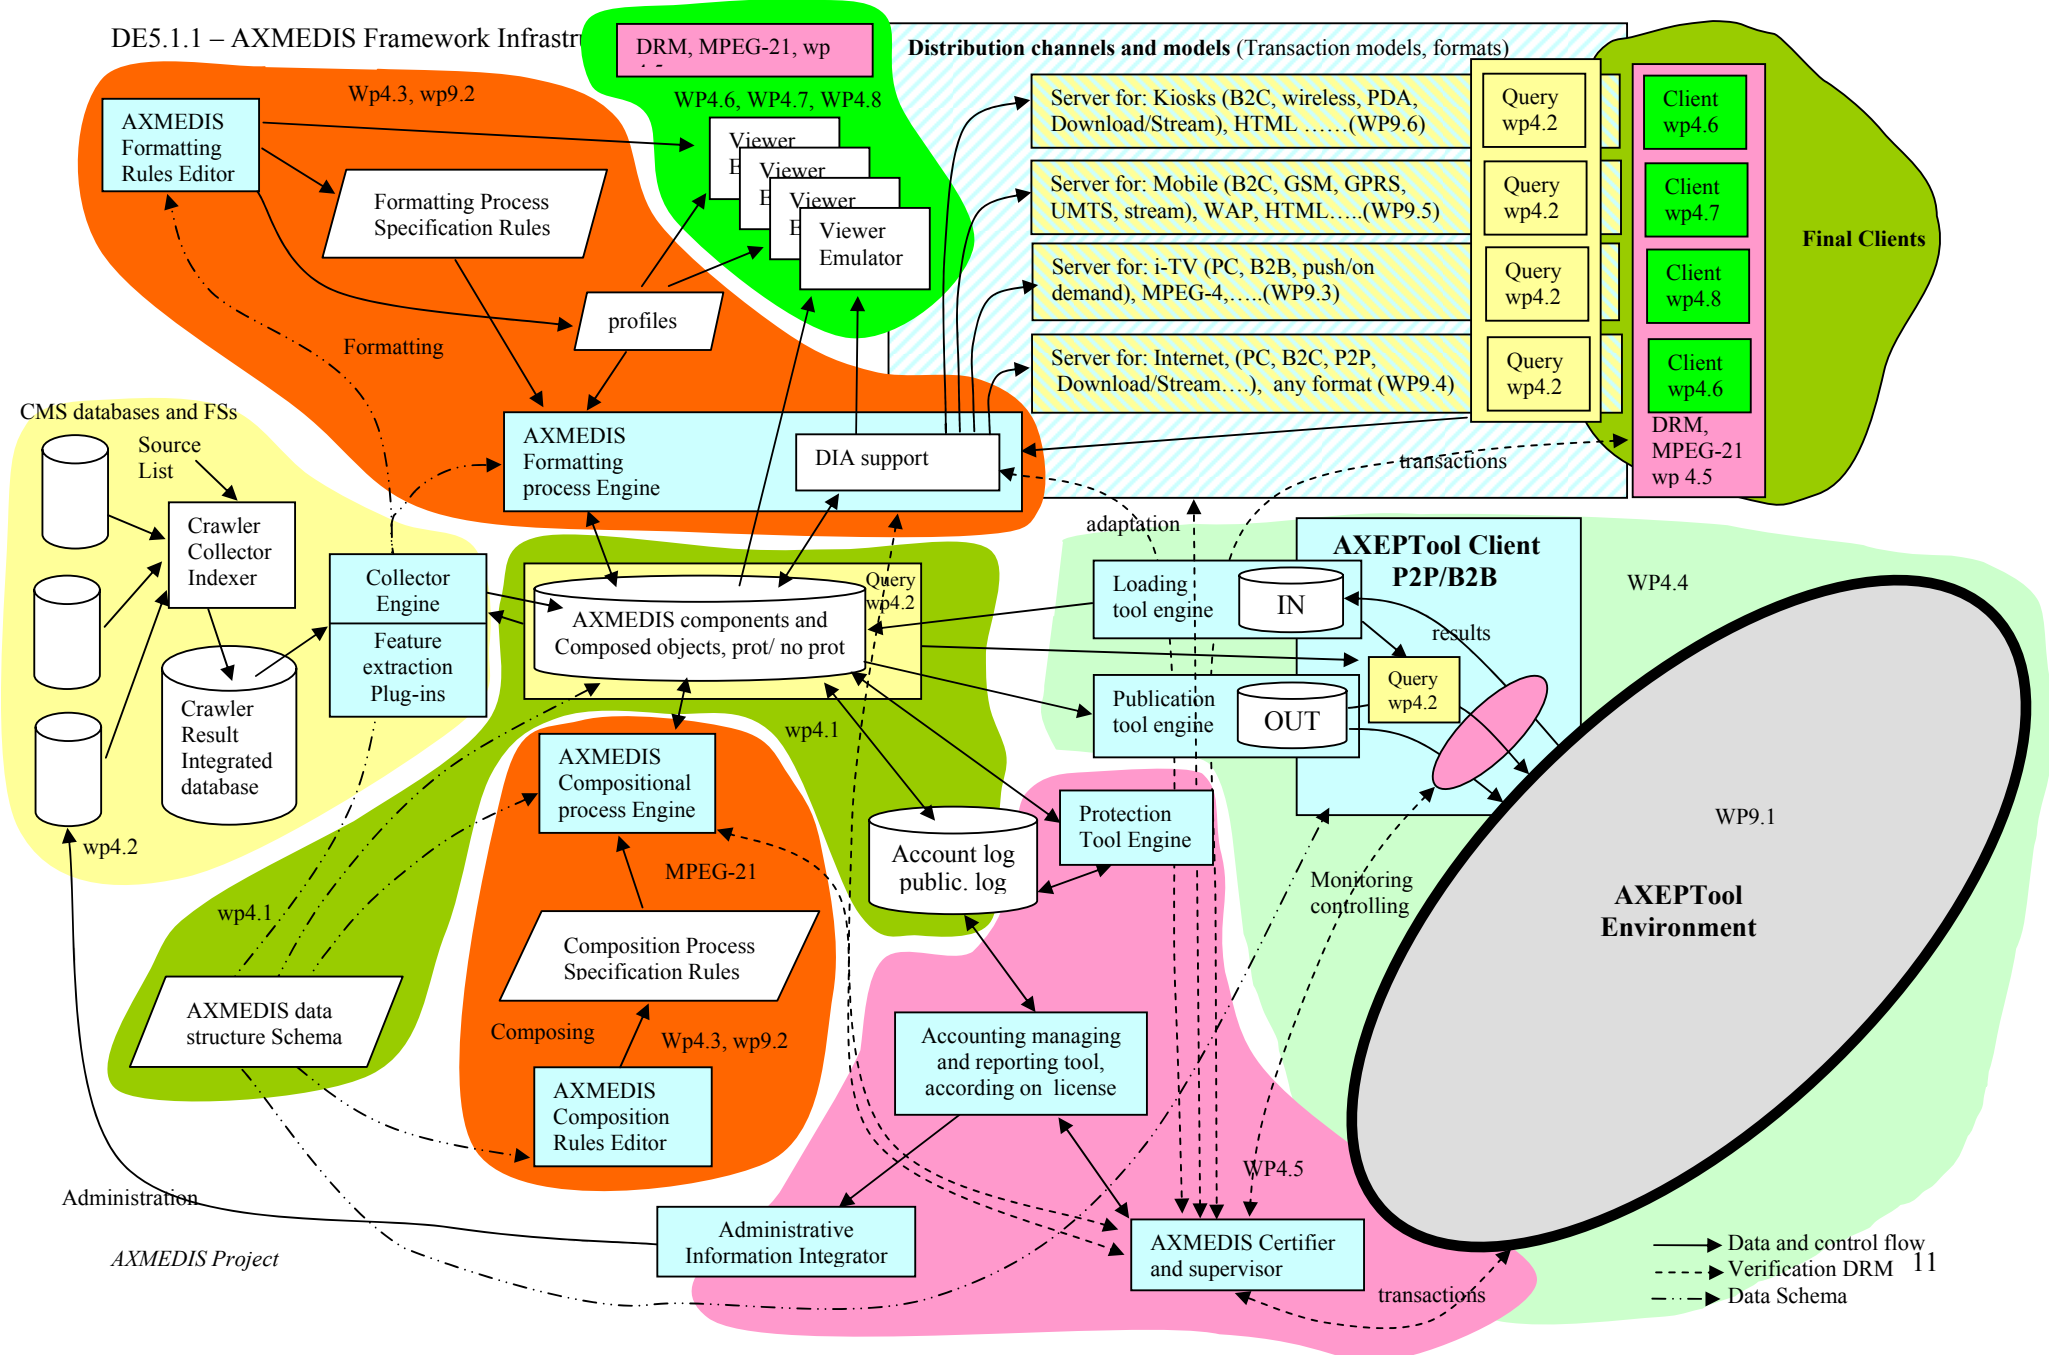 DE5.1.1 – AXMEDIS Framework Infrastru
DRM, MPEG-21, wp
Distribution channels and models (Transaction models, formats)
Wp4.3, wp9.2
WP4.6, WP4.7, WP4.8
AXMEDIS
Formatting
Rules Editor
Formatting Process
Specification Rules
profiles
Formatting
Viewer
E
Viewer
E
Viewer
E
Viewer
Emulator
Server for: Kiosks (B2C, wireless, PDA,
Download/Stream), HTML ……(WP9.6)
Server for: Mobile (B2C, GSM, GPRS,
UMTS, stream), WAP, HTML…..(WP9.5)
Server for: i-TV (PC, B2B, push/on
demand), MPEG-4,…..(WP9.3)
Server for: Internet, (PC, B2C, P2P,
Download/Stream….), any format (WP9.4)
Query
wp4.2
Query
wp4.2
Query
wp4.2
Query
wp4.2
Client
wp4.6
Client
wp4.7
Client
wp4.8
Client
wp4.6
DRM,
MPEG-21
wp 4.5
Final Clients
CMS databases and FSs
Source
List
Crawler
Collector
Indexer
Crawler
Result
Integrated
database
wp4.2
Collector
Engine
Feature
extraction
Plug-ins
AXMEDIS
Formatting
process Engine
DIA support
transactions
adaptation
Query
wp4.2
AXMEDIS components and
Composed objects, prot/ no prot
wp4.1
Loading
tool engine
IN
AXEPTool Client
P2P/B2B
WP4.4
results
Query
wp4.2
Publication
tool engine
OUT
AXMEDIS
Compositional
process Engine
MPEG-21
Composition Process
Specification Rules
Composing
Wp4.3, wp9.2
AXMEDIS
Composition
Rules Editor
Account log
public. log
Protection
Tool Engine
Monitoring
controlling
WP9.1
AXEPTool
Environment
wp4.1
AXMEDIS data
structure Schema
Accounting managing
and reporting tool,
according on license
WP4.5
Administration
Administrative
Information Integrator
AXMEDIS Certifier
and supervisor
transactions
AXMEDIS Project
Data and control flow
Verification DRM
Data Schema
11